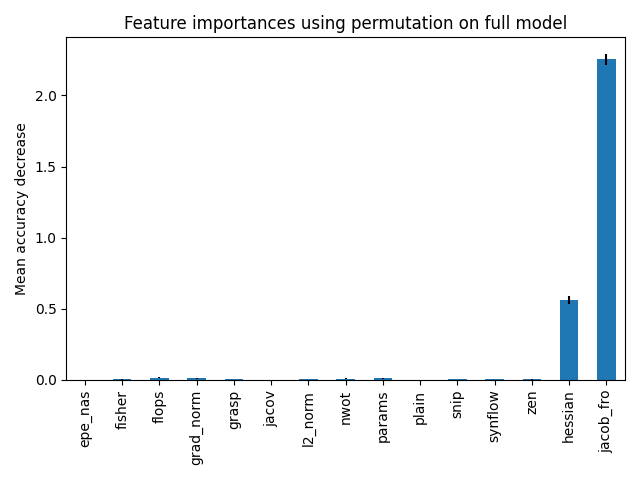 Feature importances using permutation on full model
Mean accuracy decrease
2.0
1.5
1.0
0.5
0.0
epe_nas
fisher
flops
grad_norm
grasp
jacov
l2_norm
nwot
params
plain
snip
synflow
zen
hessian
jacob_fro